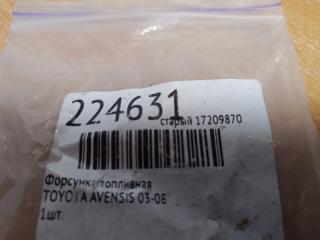 224631
старый 17209870
Форсунка топливная
TOYOTA AVENSIS 03-08
1шт.